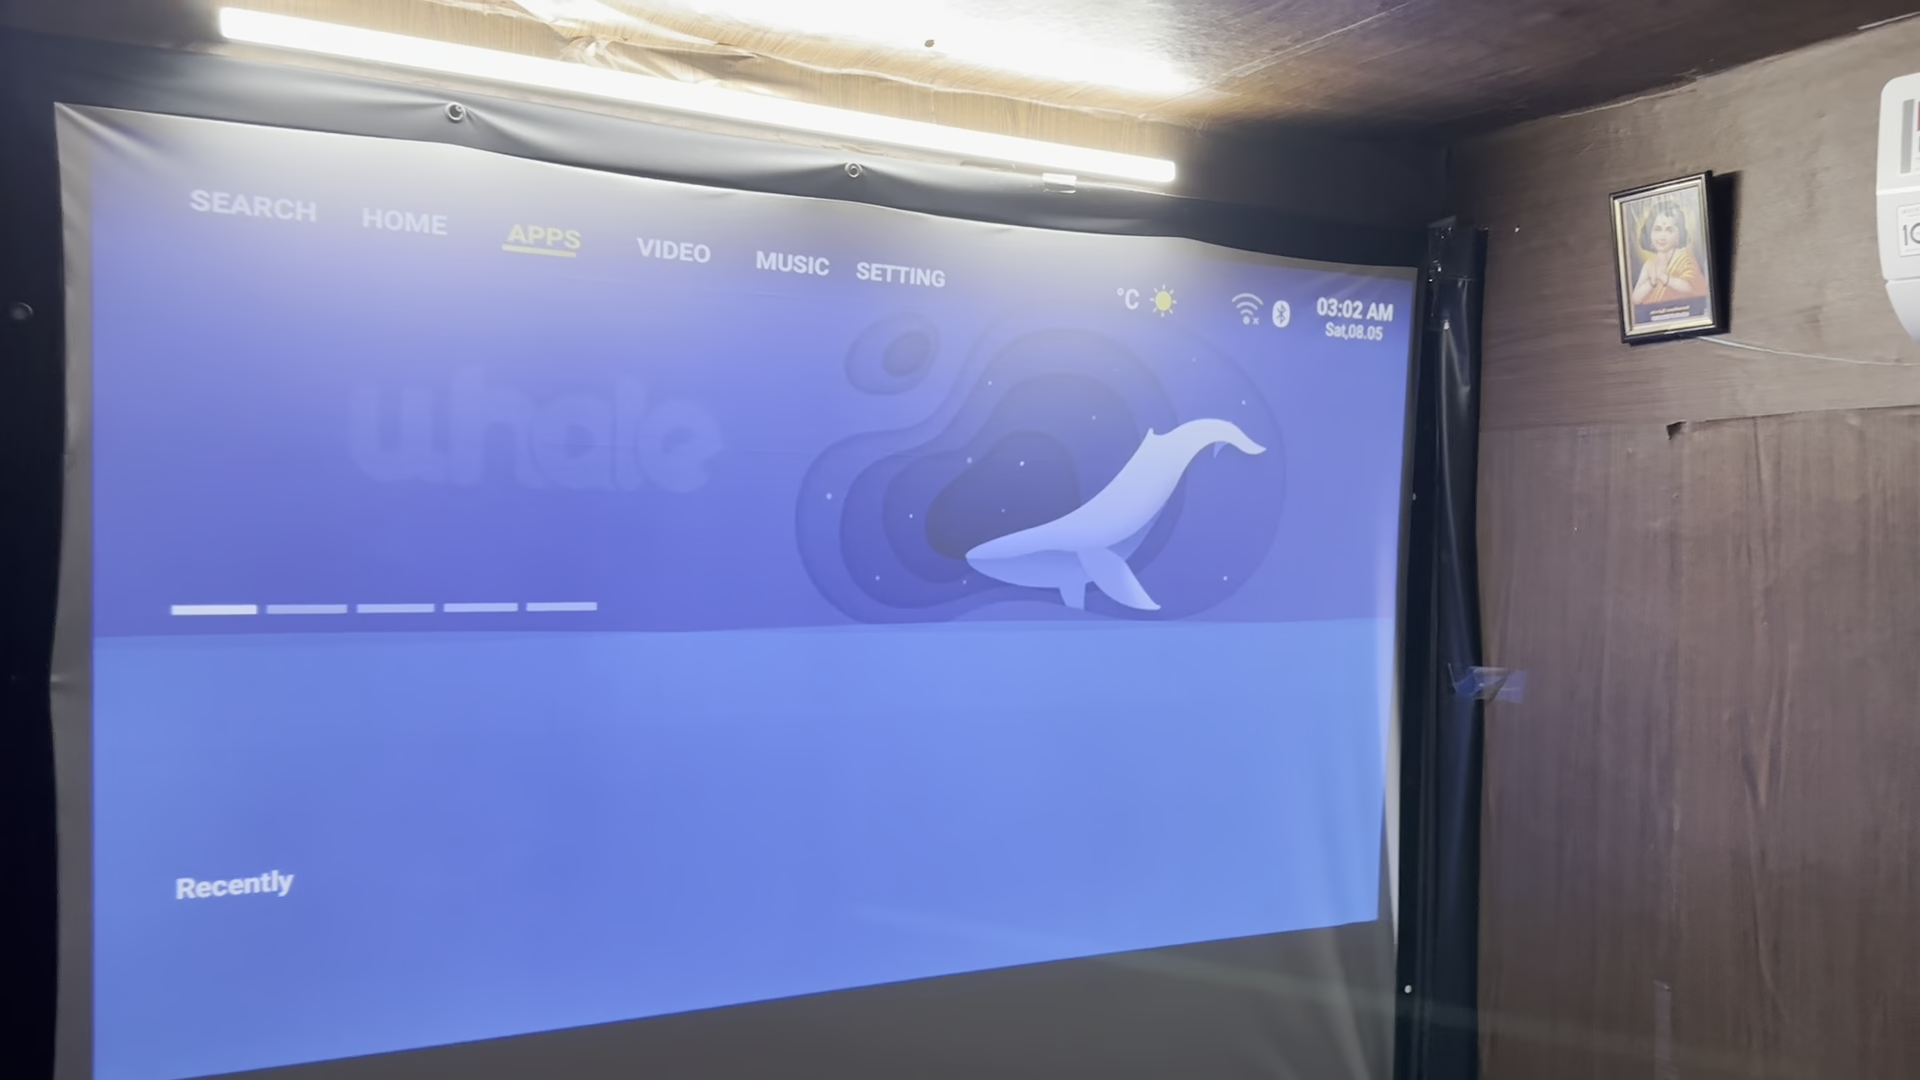 SEARCH HOME APPS VIDEO MUSIC SETTING
°C 03:02 AM
Sat,08.05
whale
Recently